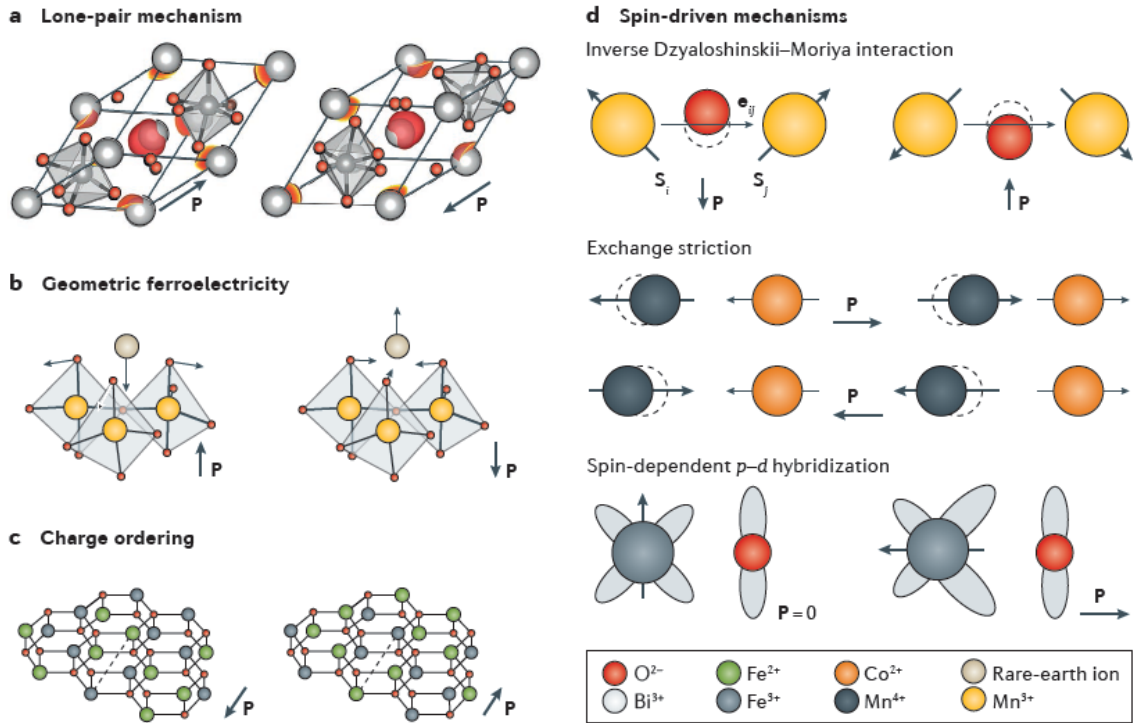 a Lone-pair mechanism
P
P
b Geometric ferroelectricity
P
P
c Charge ordering
P
P
d Spin-driven mechanisms
Inverse Dzyaloshinskii–Moriya interaction
e_ij
S_i
S_j
P
P
Exchange striction
P
P
Spin-dependent p–d hybridization
P = 0
P
O²⁻
Fe²⁺
Co²⁺
Rare-earth ion
Bi³⁺
Fe³⁺
Mn⁴⁺
Mn³⁺